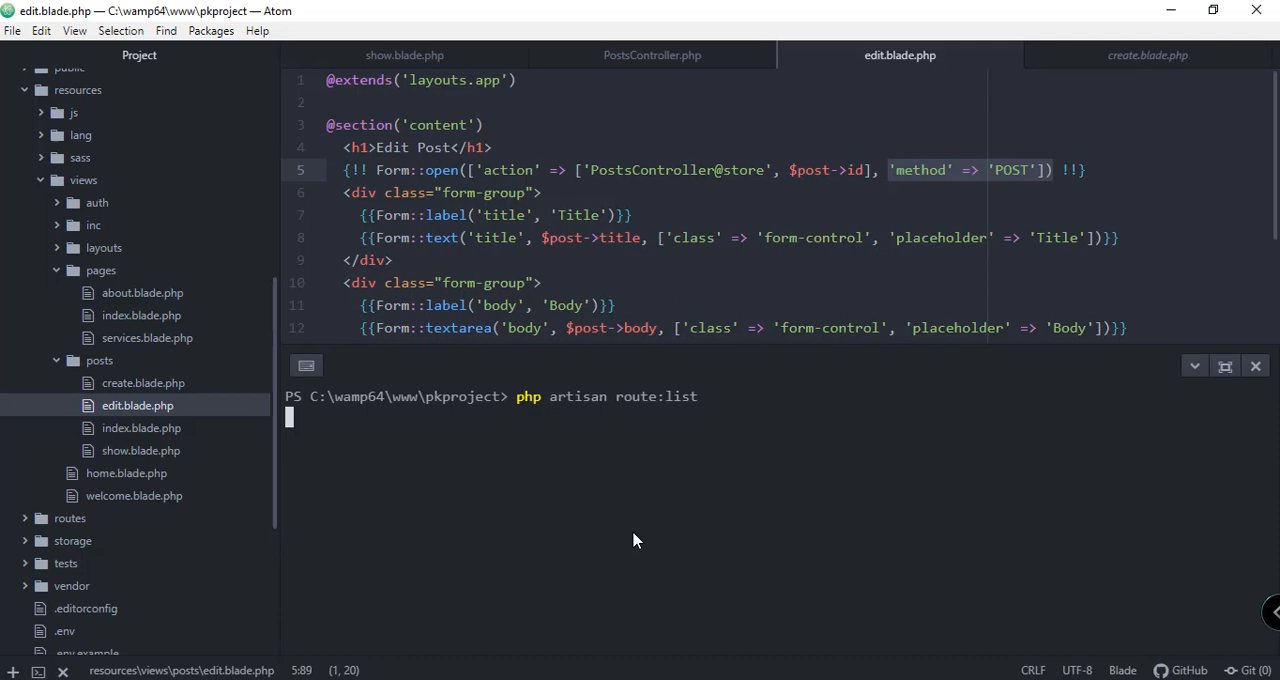 edit.blade.php — C:\wamp64\www\pkproject — Atom
File Edit View Selection Find Packages Help
Project
show.blade.php
PostsController.php
edit.blade.php
create.blade.php
public
resources
js
lang
sass
views
auth
inc
layouts
pages
about.blade.php
index.blade.php
services.blade.php
posts
create.blade.php
edit.blade.php
index.blade.php
show.blade.php
home.blade.php
welcome.blade.php
routes
storage
tests
vendor
.editorconfig
.env
.env.example
1 @extends('layouts.app')
2
3 @section('content')
4 <h1>Edit Post</h1>
5 {!! Form::open(['action' => ['PostsController@store', $post->id], 'method' => 'POST']) !!}
6 <div class="form-group">
7 {{Form::label('title', 'Title')}}
8 {{Form::text('title', $post->title, ['class' => 'form-control', 'placeholder' => 'Title'])}}
9 </div>
10 <div class="form-group">
11 {{Form::label('body', 'Body')}}
12 {{Form::textarea('body', $post->body, ['class' => 'form-control', 'placeholder' => 'Body'])}}
PS C:\wamp64\www\pkproject> php artisan route:list
resources\views\posts\edit.blade.php 5:89 (1, 20) CRLF UTF-8 Blade GitHub Git (0)